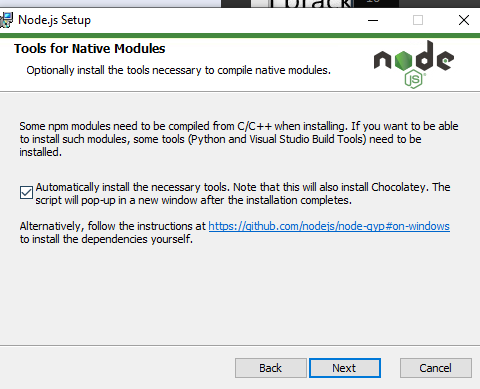 Node.js Setup
Tools for Native Modules
Optionally install the tools necessary to compile native modules.
node
JS
Some npm modules need to be compiled from C/C++ when installing. If you want to be able
to install such modules, some tools (Python and Visual Studio Build Tools) need to be
installed.
Automatically install the necessary tools. Note that this will also install Chocolatey. The
script will pop-up in a new window after the installation completes.
Alternatively, follow the instructions at https://github.com/nodejs/node-gyp#on-windows
to install the dependencies yourself.
Back
Next
Cancel